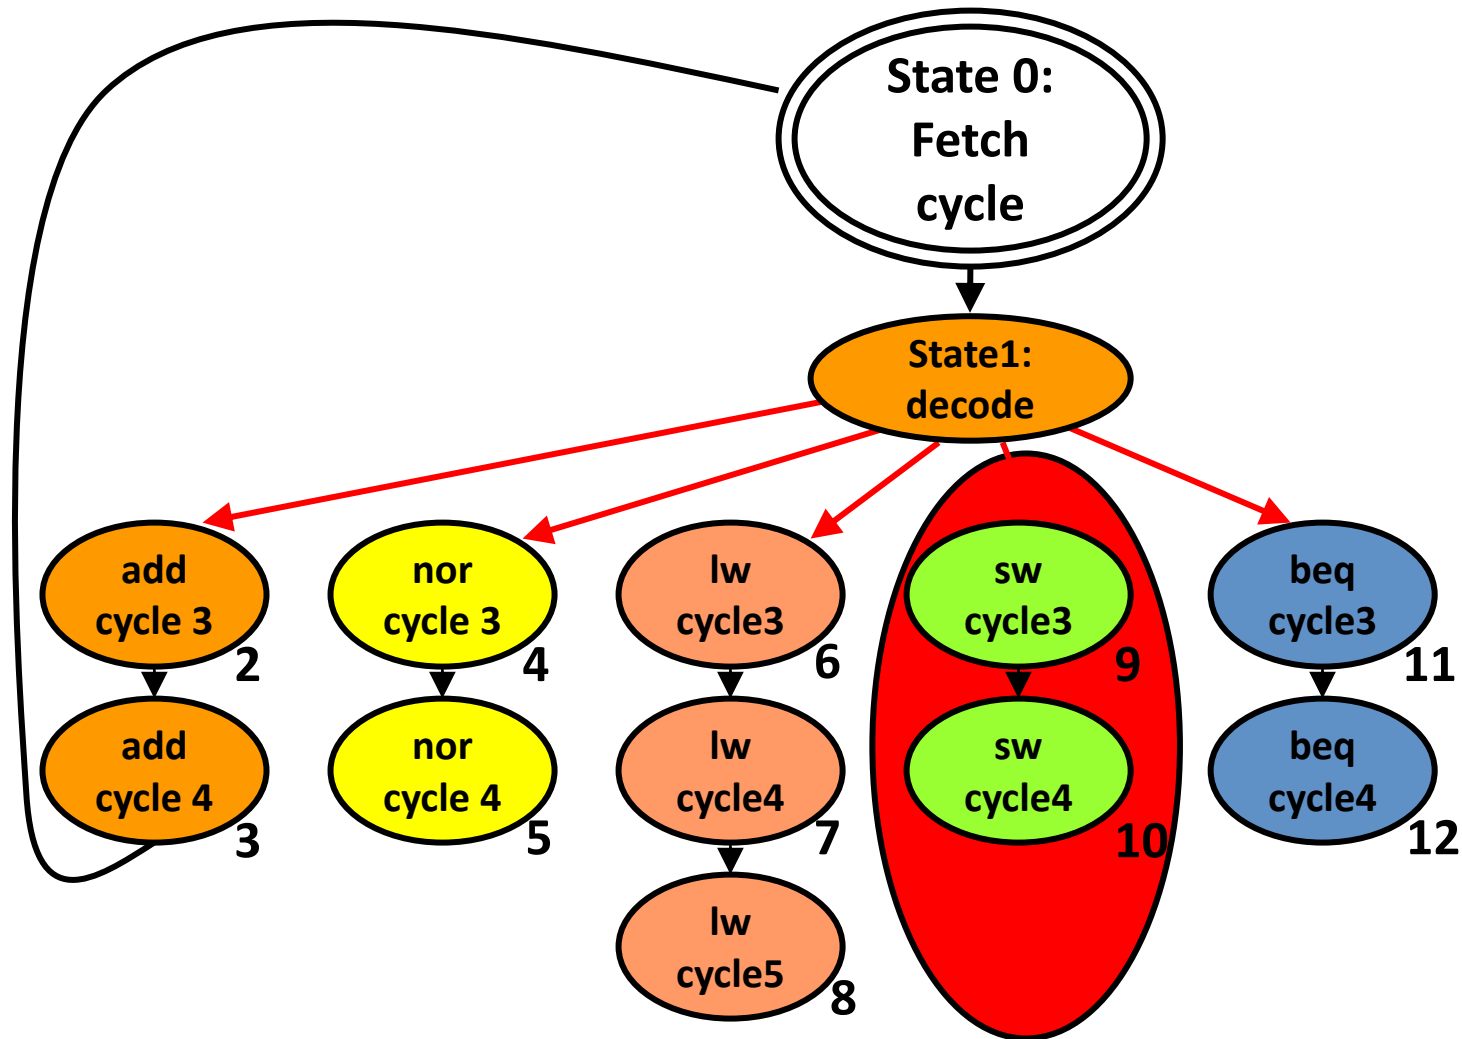 State 0:
Fetch
cycle
State1:
decode
add
cycle 3
2
nor
cycle 3
4
lw
cycle3
6
sw
cycle3
9
beq
cycle3
11
add
cycle 4
3
nor
cycle 4
5
lw
cycle4
7
sw
cycle4
10
beq
cycle4
12
lw
cycle5
8